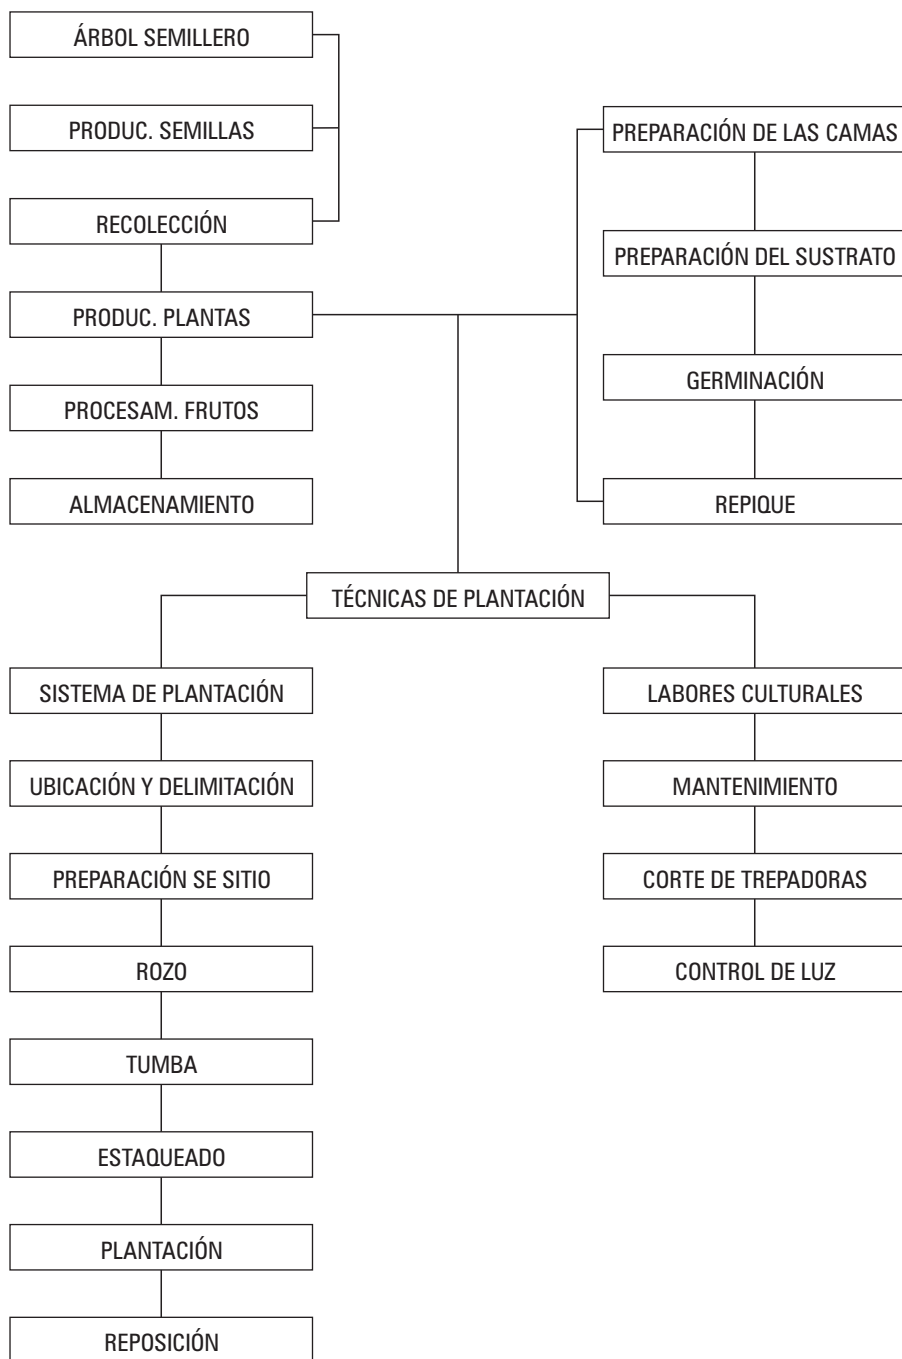 ÁRBOL SEMILLERO
PRODUC. SEMILLAS
RECOLECCIÓN
PRODUC. PLANTAS
PROCESAM. FRUTOS
ALMACENAMIENTO
PREPARACIÓN DE LAS CAMAS
PREPARACIÓN DEL SUSTRATO
GERMINACIÓN
REPIQUE
TÉCNICAS DE PLANTACIÓN
SISTEMA DE PLANTACIÓN
UBICACIÓN Y DELIMITACIÓN
PREPARACIÓN SE SITIO
ROZO
TUMBA
ESTAQUEADO
PLANTACIÓN
REPOSICIÓN
LABORES CULTURALES
MANTENIMIENTO
CORTE DE TREPADORAS
CONTROL DE LUZ